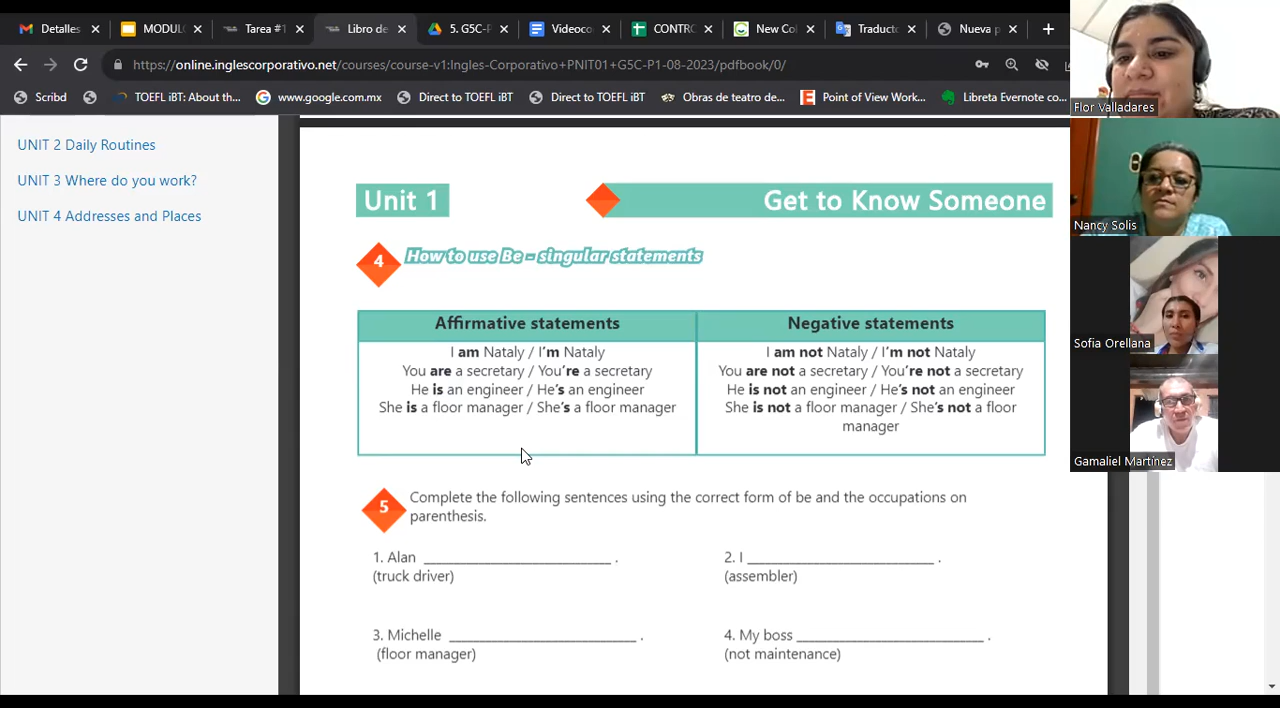 Detalles
MODUL
Tarea #1
Libro de
5. G5C-P
Videocc
CONTRC
New Col
Traducto
Nueva p
https://online.inglescorporativo.net/courses/course-v1:Ingles-Corporativo+PNIT01+G5C-P1-08-2023/pdfbook/0/
Scribd
TOEFL iBT: About th...
www.google.com.mx
Direct to TOEFL iBT
Direct to TOEFL iBT
Obras de teatro de...
Point of View Work...
Libreta Evernote co...
UNIT 2 Daily Routines
UNIT 3 Where do you work?
UNIT 4 Addresses and Places
Unit 1
Get to Know Someone
4
How to use Be - singular statements
Affirmative statements
I am Nataly / I'm Nataly
You are a secretary / You're a secretary
He is an engineer / He's an engineer
She is a floor manager / She's a floor manager
Negative statements
I am not Nataly / I'm not Nataly
You are not a secretary / You're not a secretary
He is not an engineer / He's not an engineer
She is not a floor manager / She's not a floor
manager
5
Complete the following sentences using the correct form of be and the occupations on
parenthesis.
1. Alan ______________________ .
(truck driver)
2. I ______________________ .
(assembler)
3. Michelle ______________________ .
(floor manager)
4. My boss ______________________ .
(not maintenance)
Flor Valladares
Nancy Solis
Sofia Orellana
Gamaliel Martínez